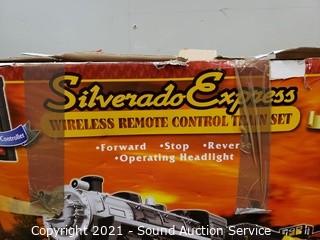 Silverado Express
WIRELESS REMOTE CONTROL TRAIN SET
Controller
•Forward •Stop •Rever
•Operating Headlight
Copyright 2021 - Sound Auction Service